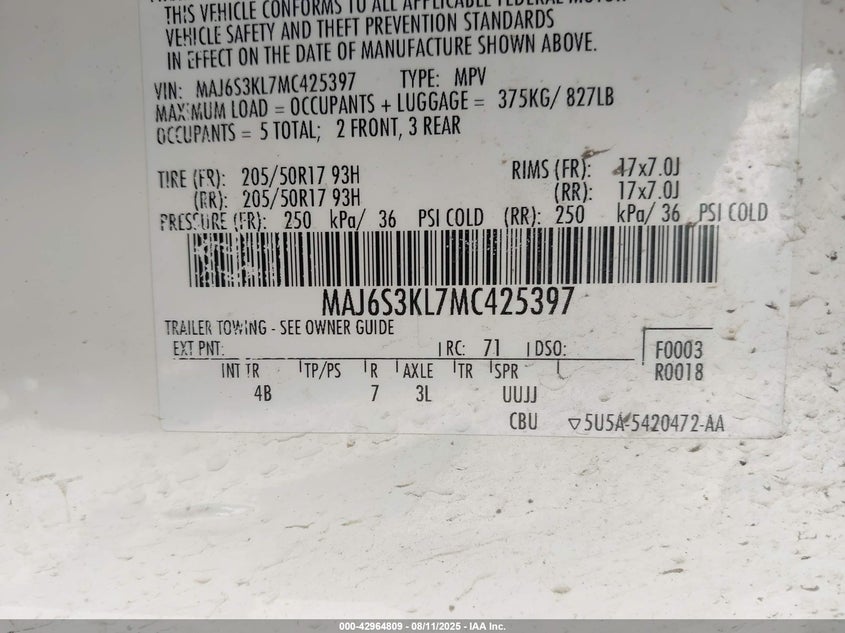 THIS VEHICLE CONFORMS TO ALL APPLICABLE FEDERAL MOTOR
VEHICLE SAFETY AND THEFT PREVENTION STANDARDS
IN EFFECT ON THE DATE OF MANUFACTURE SHOWN ABOVE.
VIN: MAJ6S3KL7MC425397 TYPE: MPV
MAXIMUM LOAD = OCCUPANTS + LUGGAGE = 375KG/ 827LB
OCCUPANTS = 5 TOTAL; 2 FRONT, 3 REAR
TIRE (FR): 205/50R17 93H RIMS (FR): 17x7.0J
(RR): 205/50R17 93H (RR): 17x7.0J
PRESSURE (FR): 250 kPa/ 36 PSI COLD (RR): 250 kPa/ 36 PSI COLD
MAJ6S3KL7MC425397
TRAILER TOWING - SEE OWNER GUIDE
EXT PNT: RC: 71 DSO: F0003
INT TR TP/PS R AXLE TR SPR R0018
4B 7 3L UUJJ
CBU ▽5U5A-5420472-AA
000-42964809 - 08/11/2025 - IAA Inc.